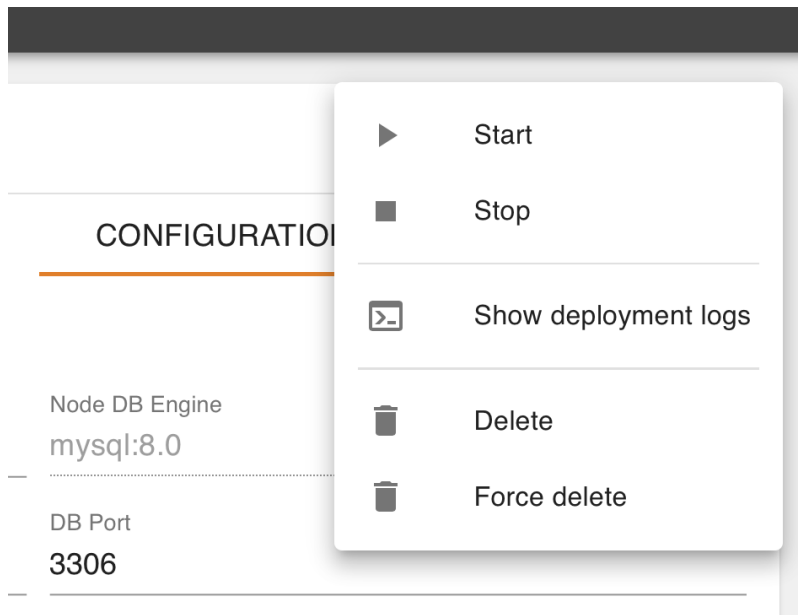 Start
Stop
CONFIGURATIO
Show deployment logs
Node DB Engine
mysql:8.0
Delete
Force delete
DB Port
3306